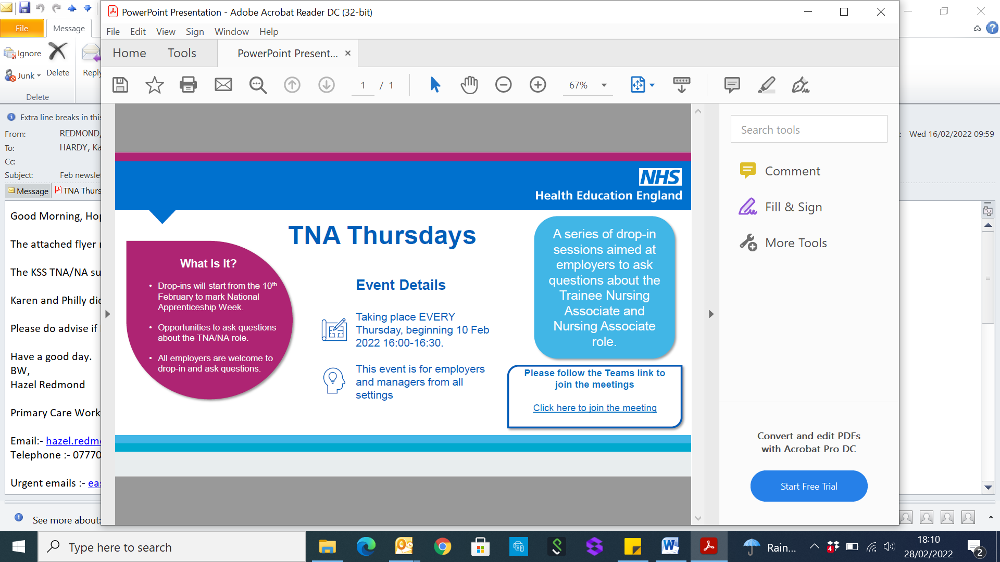 PowerPoint Presentation - Adobe Acrobat Reader DC (32-bit)
File Edit View Sign Window Help
Home Tools PowerPoint Present...
1 / 1 67%
File Message
Ignore
Junk Delete Reply
Delete
Extra line breaks in this
From: REDMOND, Wed 16/02/2022 09:59
To: HARDY, Ka
Cc:
Subject: Feb newslet
Message TNA Thurs
Good Morning, Hop
The attached flyer
The KSS TNA/NA su
Karen and Philly did
Please do advise if
Have a good day.
BW,
Hazel Redmond
Primary Care Work
Email:- hazel.redmo
Telephone :- 07770
Urgent emails :- eas
See more about:
NHS
Health Education England
TNA Thursdays
What is it?
• Drop-ins will start from the 10th
February to mark National
Apprenticeship Week.
• Opportunities to ask questions
about the TNA/NA role.
• All employers are welcome to
drop-in and ask questions.
Event Details
Taking place EVERY
Thursday, beginning 10 Feb
2022 16:00-16:30.
This event is for employers
and managers from all
settings
A series of drop-in
sessions aimed at
employers to ask
questions about the
Trainee Nursing
Associate and
Nursing Associate
role.
Please follow the Teams link to
join the meetings
Click here to join the meeting
Search tools
Comment
Fill & Sign
More Tools
Convert and edit PDFs
with Acrobat Pro DC
Start Free Trial
Type here to search
Rain...
4
18:10
28/02/2022
2